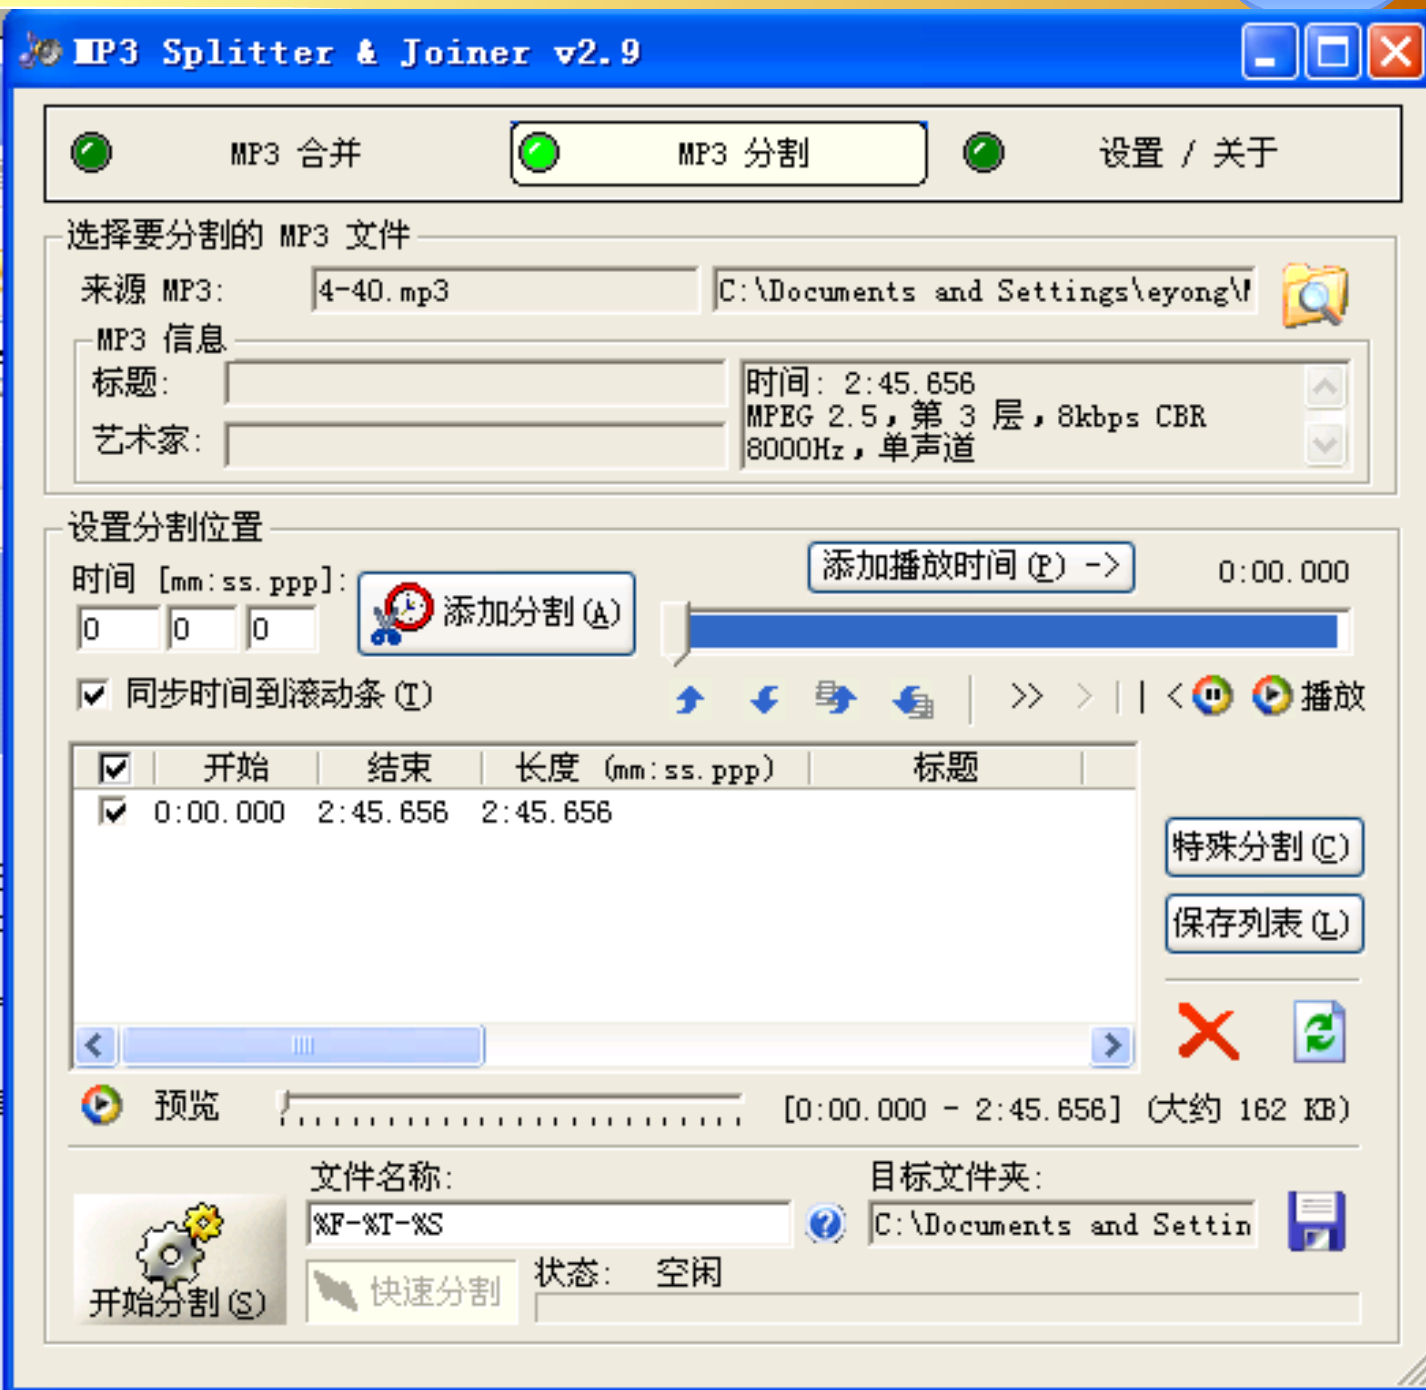 MP3 Splitter & Joiner v2.9
MP3 合并 MP3 分割 设置 / 关于
选择要分割的 MP3 文件
来源 MP3: 4-40.mp3 C:\Documents and Settings\eyong\
MP3 信息
标题:
时间: 2:45.656
MPEG 2.5，第 3 层，8kbps CBR
艺术家:
8000Hz，单声道
设置分割位置
时间 [mm:ss.ppp]: 添加分割(A) 添加播放时间(P) -> 0:00.000
0 0 0
同步时间到滚动条(T) >> > | | < 播放
开始 结束 长度 (mm:ss.ppp) 标题
0:00.000 2:45.656 2:45.656
特殊分割(C)
保存列表(L)
预览 [0:00.000 - 2:45.656] (大约 162 KB)
文件名称: 目标文件夹:
%F-%T-%S C:\Documents and Settin
开始分割(S) 快速分割 状态: 空闲